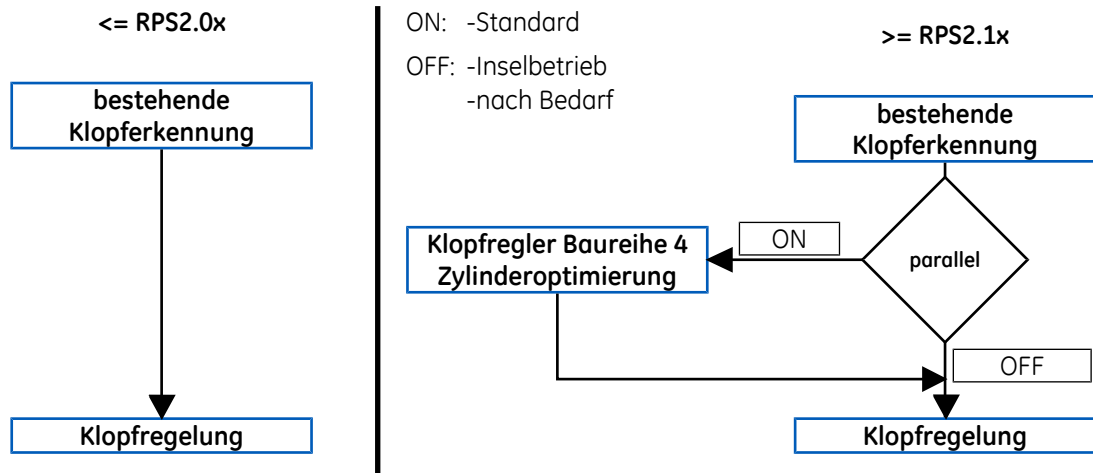 <= RPS2.0x
bestehende
Klopferkennung
Klopfregelung
ON: -Standard
OFF: -Inselbetrieb
-nach Bedarf
>= RPS2.1x
bestehende
Klopferkennung
parallel
ON
Klopfregler Baureihe 4
Zylinderoptimierung
OFF
Klopfregelung